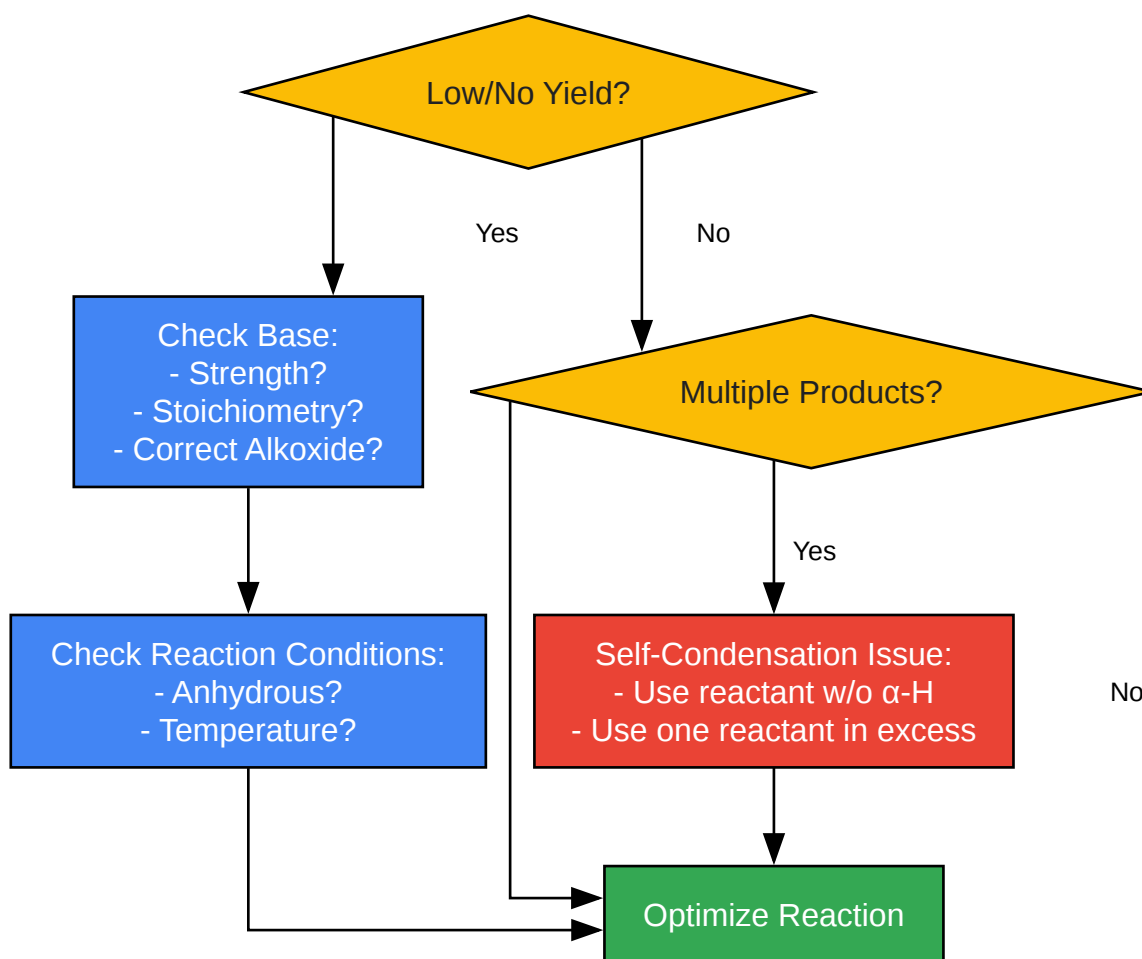 Low/No Yield?
Yes
No
Check Base:
- Strength?
- Stoichiometry?
- Correct Alkoxide?
Multiple Products?
Yes
Check Reaction Conditions:
- Anhydrous?
- Temperature?
Self-Condensation Issue:
- Use reactant w/o α-H
- Use one reactant in excess
No
Optimize Reaction